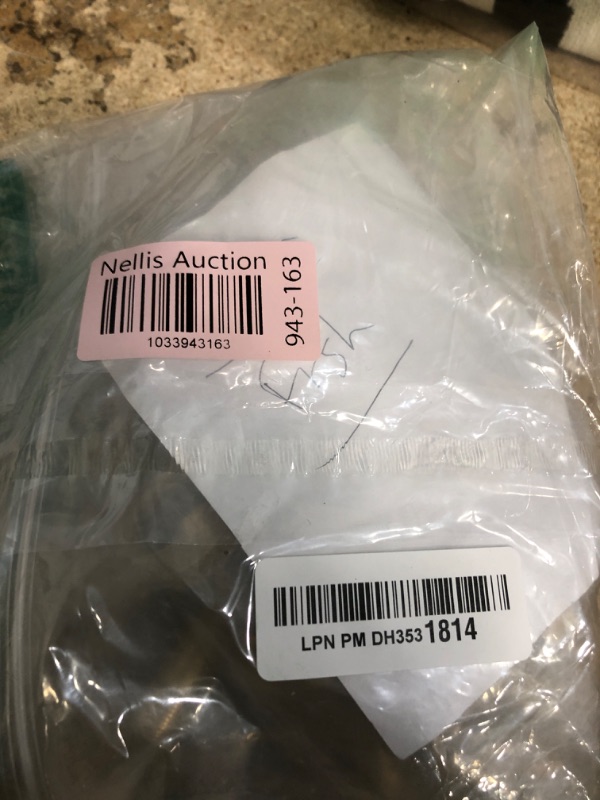 Nellis Auction
1033943163
943-163
LPN PM DH3531814